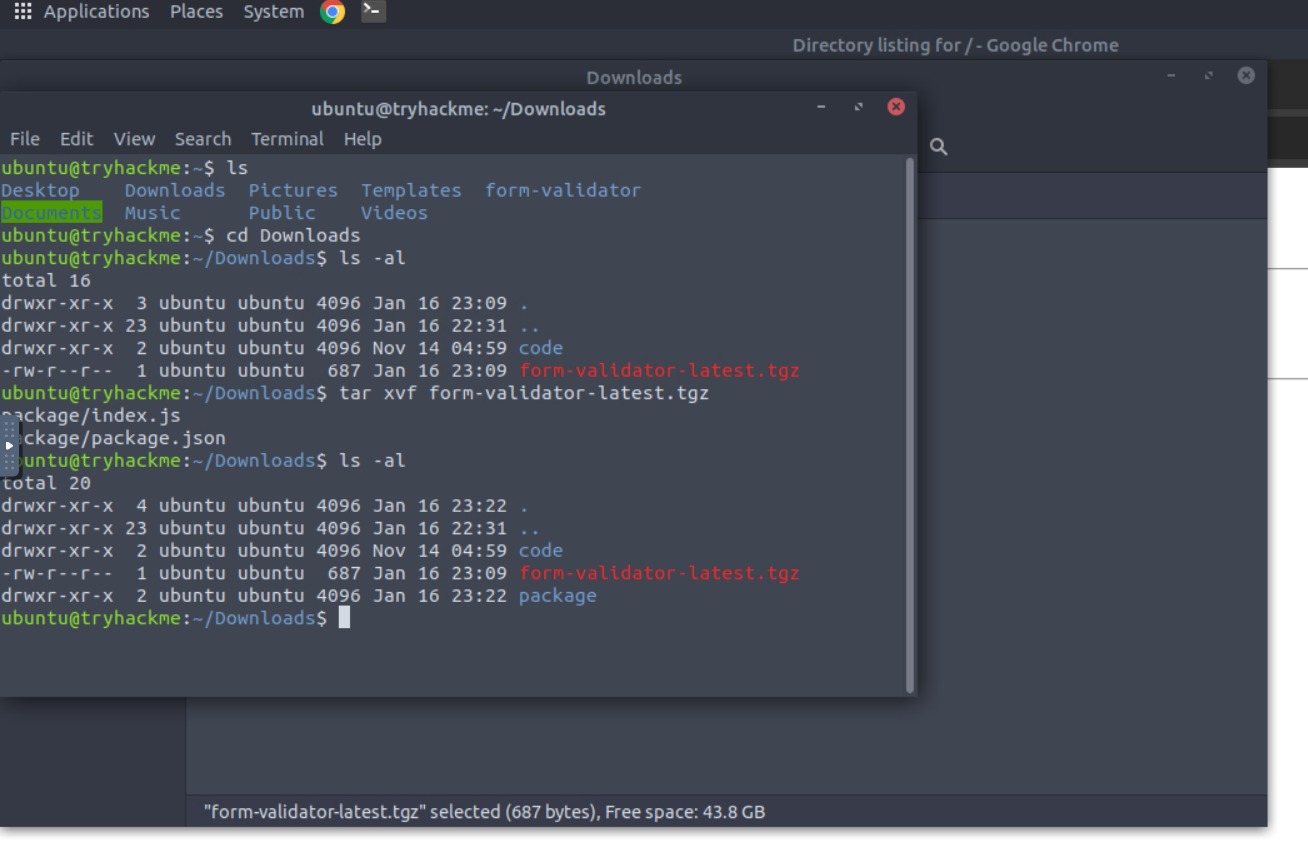 Applications Places System
Directory listing for / - Google Chrome
Downloads
ubuntu@tryhackme: ~/Downloads
File Edit View Search Terminal Help
ubuntu@tryhackme:~$ ls
Desktop Downloads Pictures Templates form-validator
Documents Music Public Videos
ubuntu@tryhackme:~$ cd Downloads
ubuntu@tryhackme:~/Downloads$ ls -al
total 16
drwxr-xr-x 3 ubuntu ubuntu 4096 Jan 16 23:09 .
drwxr-xr-x 23 ubuntu ubuntu 4096 Jan 16 22:31 ..
drwxr-xr-x 2 ubuntu ubuntu 4096 Nov 14 04:59 code
-rw-r--r-- 1 ubuntu ubuntu 687 Jan 16 23:09 form-validator-latest.tgz
ubuntu@tryhackme:~/Downloads$ tar xvf form-validator-latest.tgz
package/index.js
package/package.json
ubuntu@tryhackme:~/Downloads$ ls -al
total 20
drwxr-xr-x 4 ubuntu ubuntu 4096 Jan 16 23:22 .
drwxr-xr-x 23 ubuntu ubuntu 4096 Jan 16 22:31 ..
drwxr-xr-x 2 ubuntu ubuntu 4096 Nov 14 04:59 code
-rw-r--r-- 1 ubuntu ubuntu 687 Jan 16 23:09 form-validator-latest.tgz
drwxr-xr-x 2 ubuntu ubuntu 4096 Jan 16 23:22 package
ubuntu@tryhackme:~/Downloads$
"form-validator-latest.tgz" selected (687 bytes), Free space: 43.8 GB